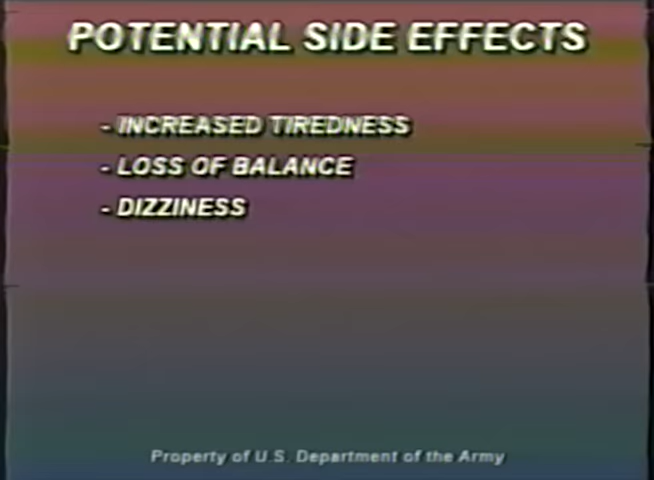 POTENTIAL SIDE EFFECTS
- INCREASED TIREDNESS
- LOSS OF BALANCE
- DIZZINESS
Property of U.S. Department of the Army